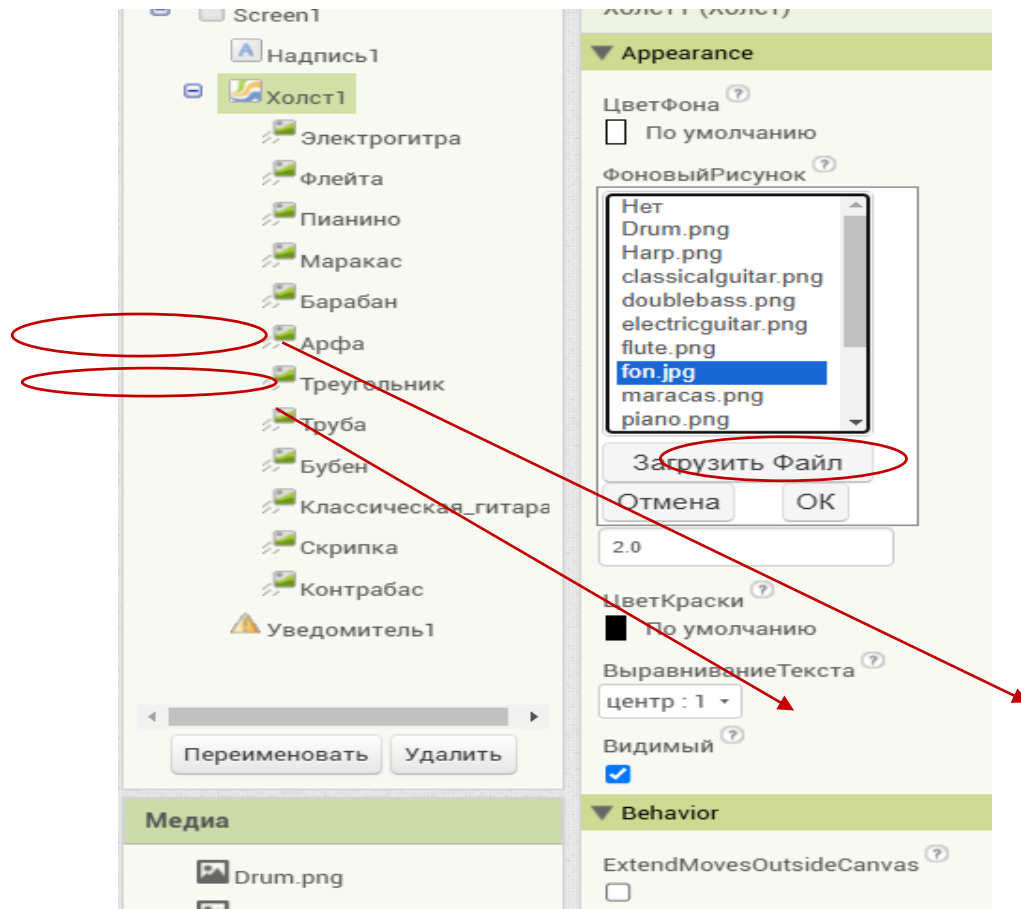 Screen1
Надпись1
Холст1
Электрогитра
Флейта
Пианино
Маракас
Барабан
Арфа
Треугольник
Труба
Бубен
Классическая_гитара
Скрипка
Контрабас
Уведомитель1
Переименовать Удалить
Медиа
Drum.png
Холст1 (Холст)
Appearance
ЦветФона ?
По умолчанию
ФоновыйРисунок ?
Нет
Drum.png
Harp.png
classicalguitar.png
doublebass.png
electricguitar.png
flute.png
fon.jpg
maracas.png
piano.png
Загрузить Файл
Отмена OK
2.0
ЦветКраски ?
По умолчанию
ВыравниваниеТекста ?
центр : 1
Видимый ?
Behavior
ExtendMovesOutsideCanvas ?